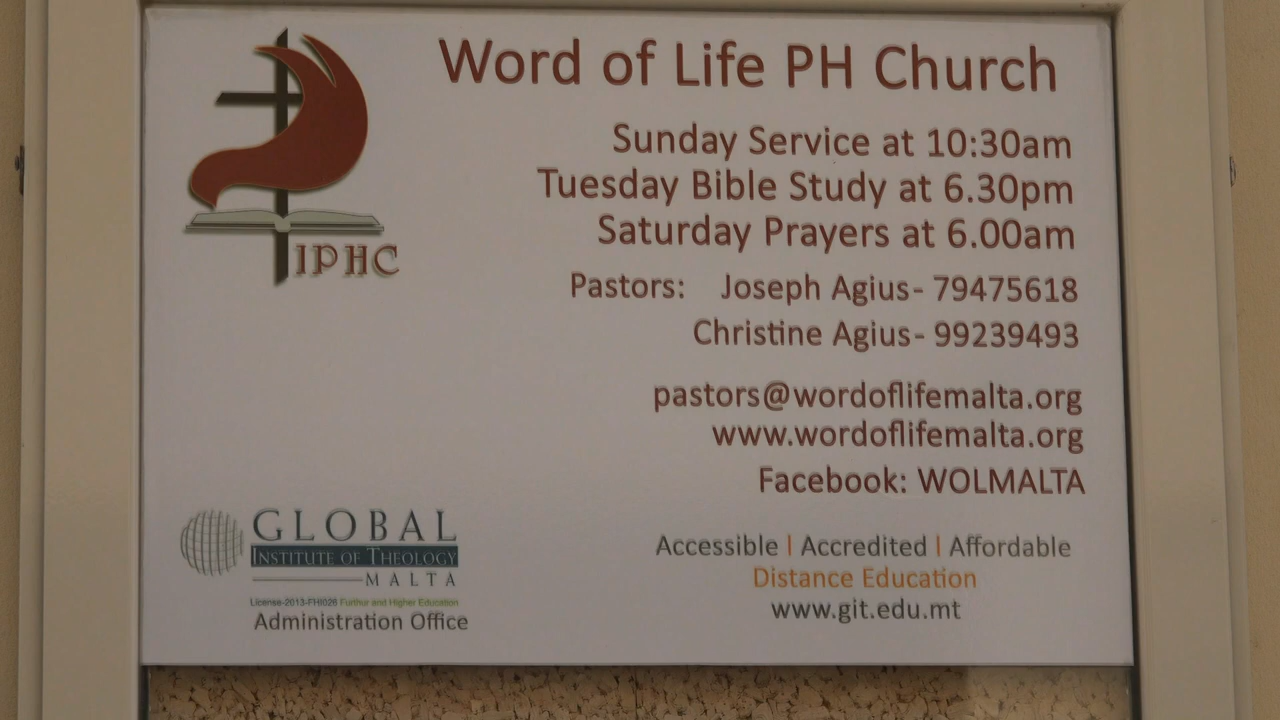 Word of Life PH Church
Sunday Service at 10:30am
Tuesday Bible Study at 6.30pm
Saturday Prayers at 6.00am
IPHC
Pastors: Joseph Agius- 79475618
Christine Agius- 99239493
pastors@wordoflifemalta.org
www.wordoflifemalta.org
Facebook: WOLMALTA
GLOBAL
INSTITUTE OF THEOLOGY
MALTA
License-2013-FHI026 Furthur and Higher Education
Administration Office
Accessible | Accredited | Affordable
Distance Education
www.git.edu.mt